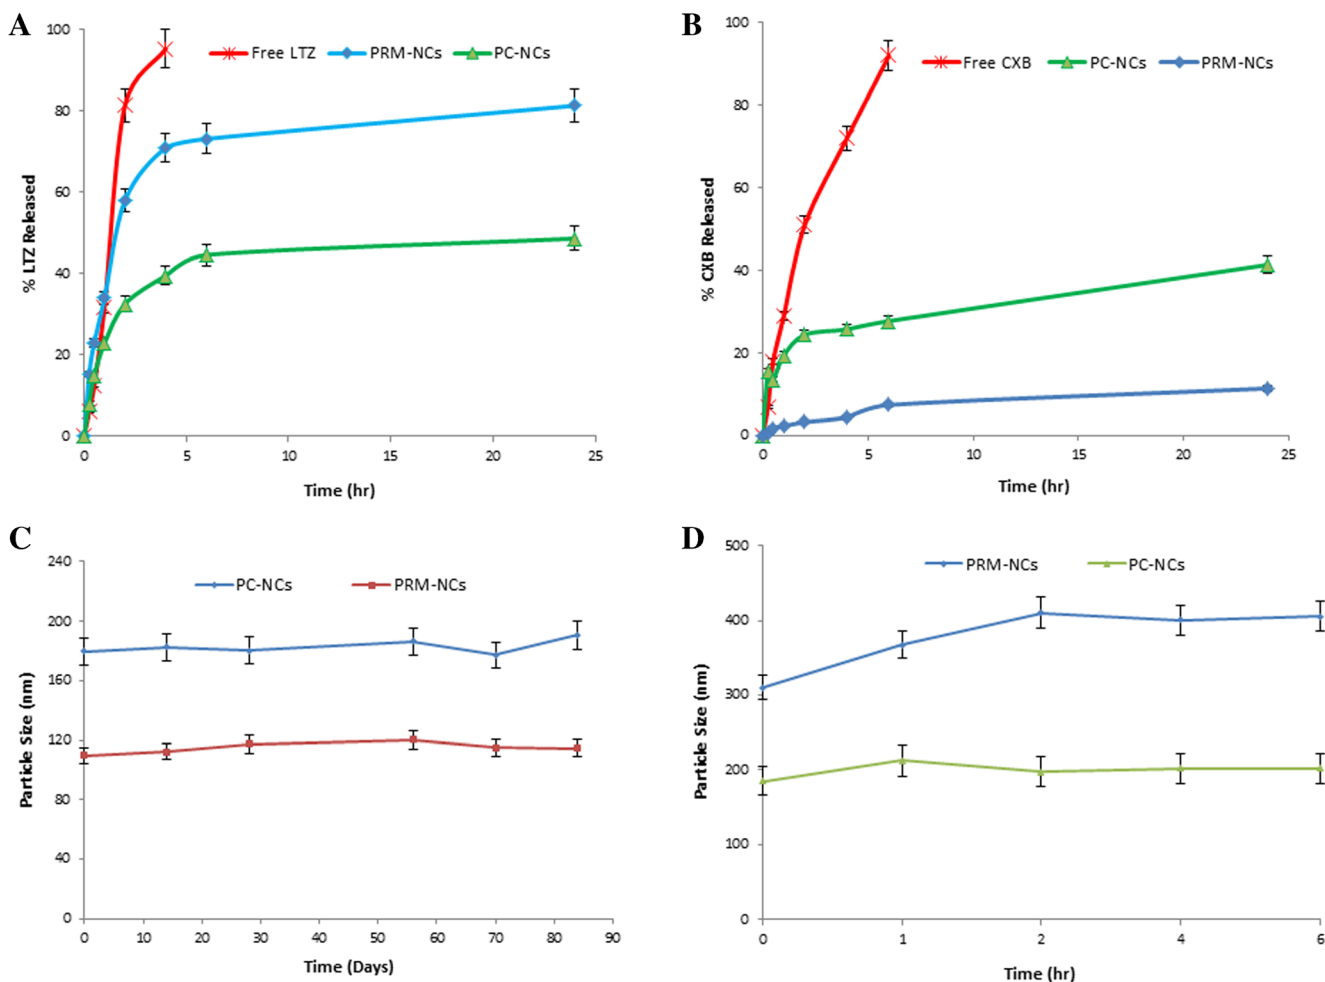 A
Free LTZ PRM-NCs PC-NCs
% LTZ Released
100
80
60
40
20
0
0 5 10 15 20 25
Time (hr)
B
Free CXB PC-NCs PRM-NCs
% CXB Released
100
80
60
40
20
0
0 5 10 15 20 25
Time (hr)
C
PC-NCs PRM-NCs
Particle Size (nm)
240
200
160
120
80
40
0
0 10 20 30 40 50 60 70 80 90
Time (Days)
D
PRM-NCs PC-NCs
Particle Size (nm)
500
400
300
200
100
0
0 1 2 4 6
Time (hr)